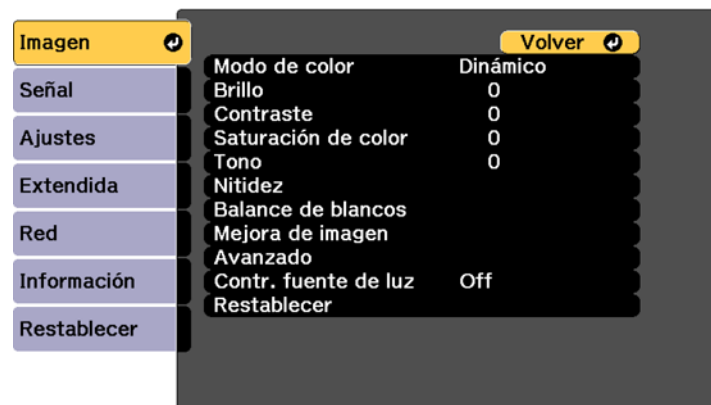 Imagen
Señal
Ajustes
Extendida
Red
Información
Restablecer
Volver
Modo de color Dinámico
Brillo 0
Contraste 0
Saturación de color 0
Tono 0
Nitidez
Balance de blancos
Mejora de imagen
Avanzado
Contr. fuente de luz Off
Restablecer